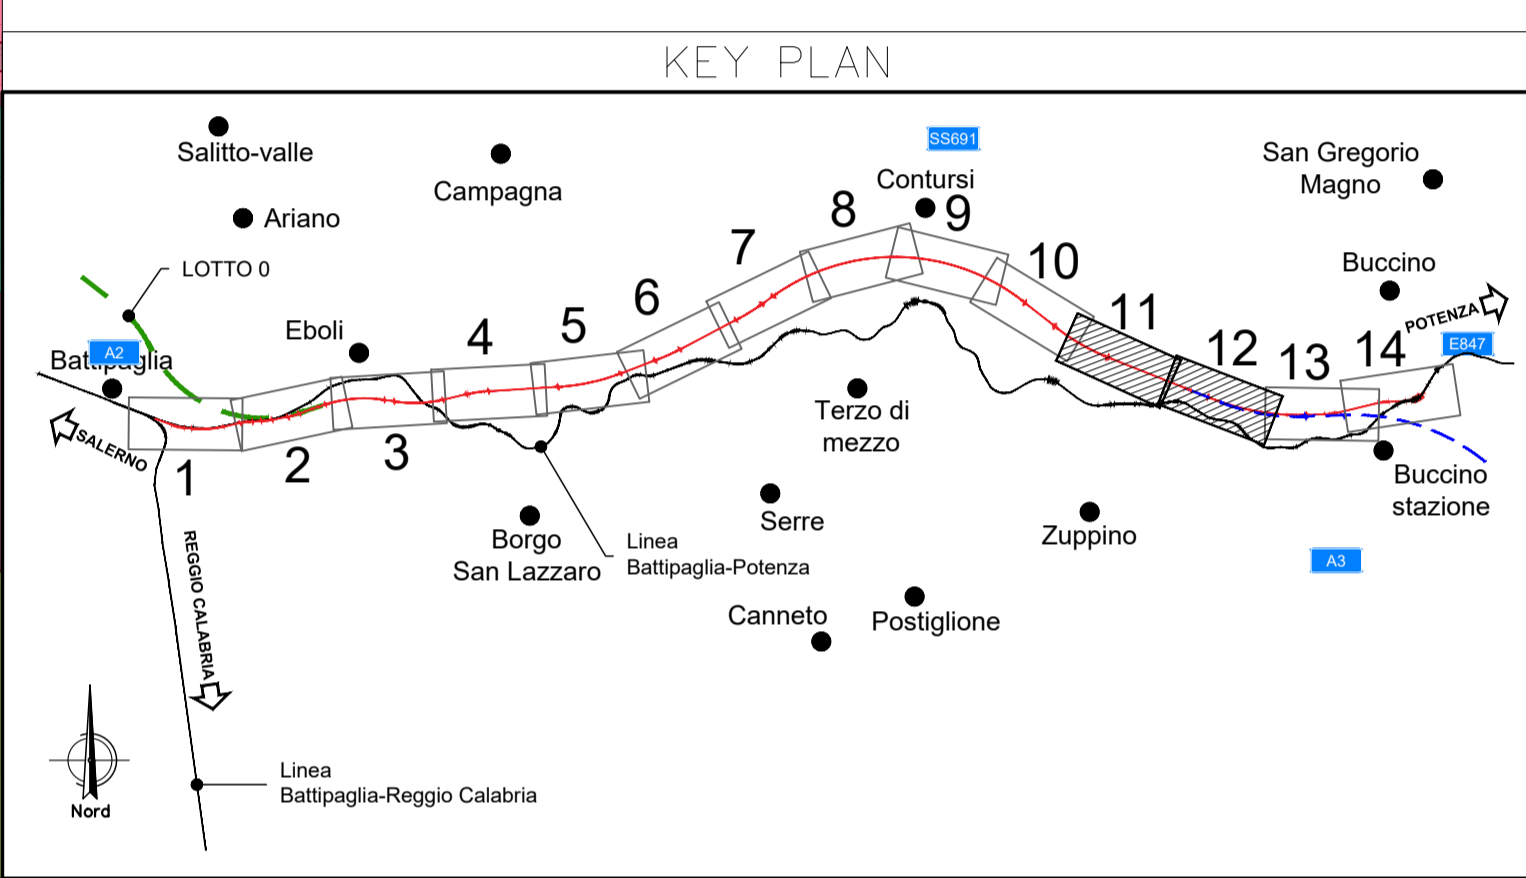 KEY PLAN
Salitto-valle
Campagna
SS691
Contursi
San Gregorio
Magno
Ariano
LOTTO 0
Buccino
POTENZA
E847
Eboli
Battipaglia
A2
SALERNO
1
2
3
4
5
6
7
8
9
10
11
12
13
14
Terzo di
mezzo
Buccino
stazione
Serre
Zuppino
Borgo
San Lazzaro
Linea
Battipaglia-Potenza
A3
Canneto
Postiglione
REGGIO CALABRIA
Linea
Battipaglia-Reggio Calabria
Nord